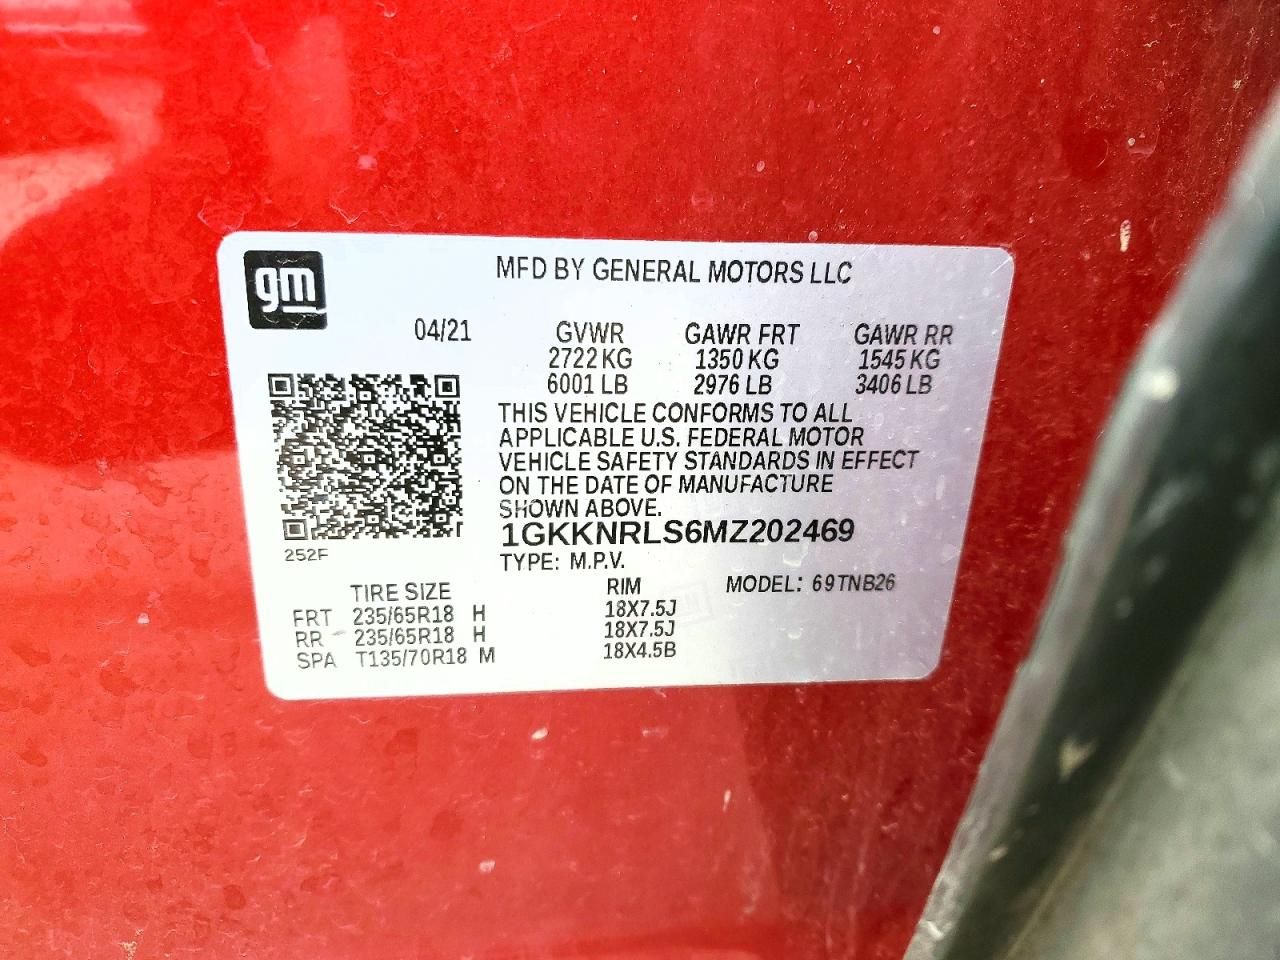 gm
MFD BY GENERAL MOTORS LLC
04/21 GVWR GAWR FRT GAWR RR
2722 KG 1350 KG 1545 KG
6001 LB 2976 LB 3406 LB
THIS VEHICLE CONFORMS TO ALL
APPLICABLE U.S. FEDERAL MOTOR
VEHICLE SAFETY STANDARDS IN EFFECT
ON THE DATE OF MANUFACTURE
SHOWN ABOVE.
1GKKNRLS6MZ202469
252F
TYPE: M.P.V.
TIRE SIZE RIM MODEL: 69TNB26
FRT 235/65R18 H 18X7.5J
RR 235/65R18 H 18X7.5J
SPA T135/70R18 M 18X4.5B